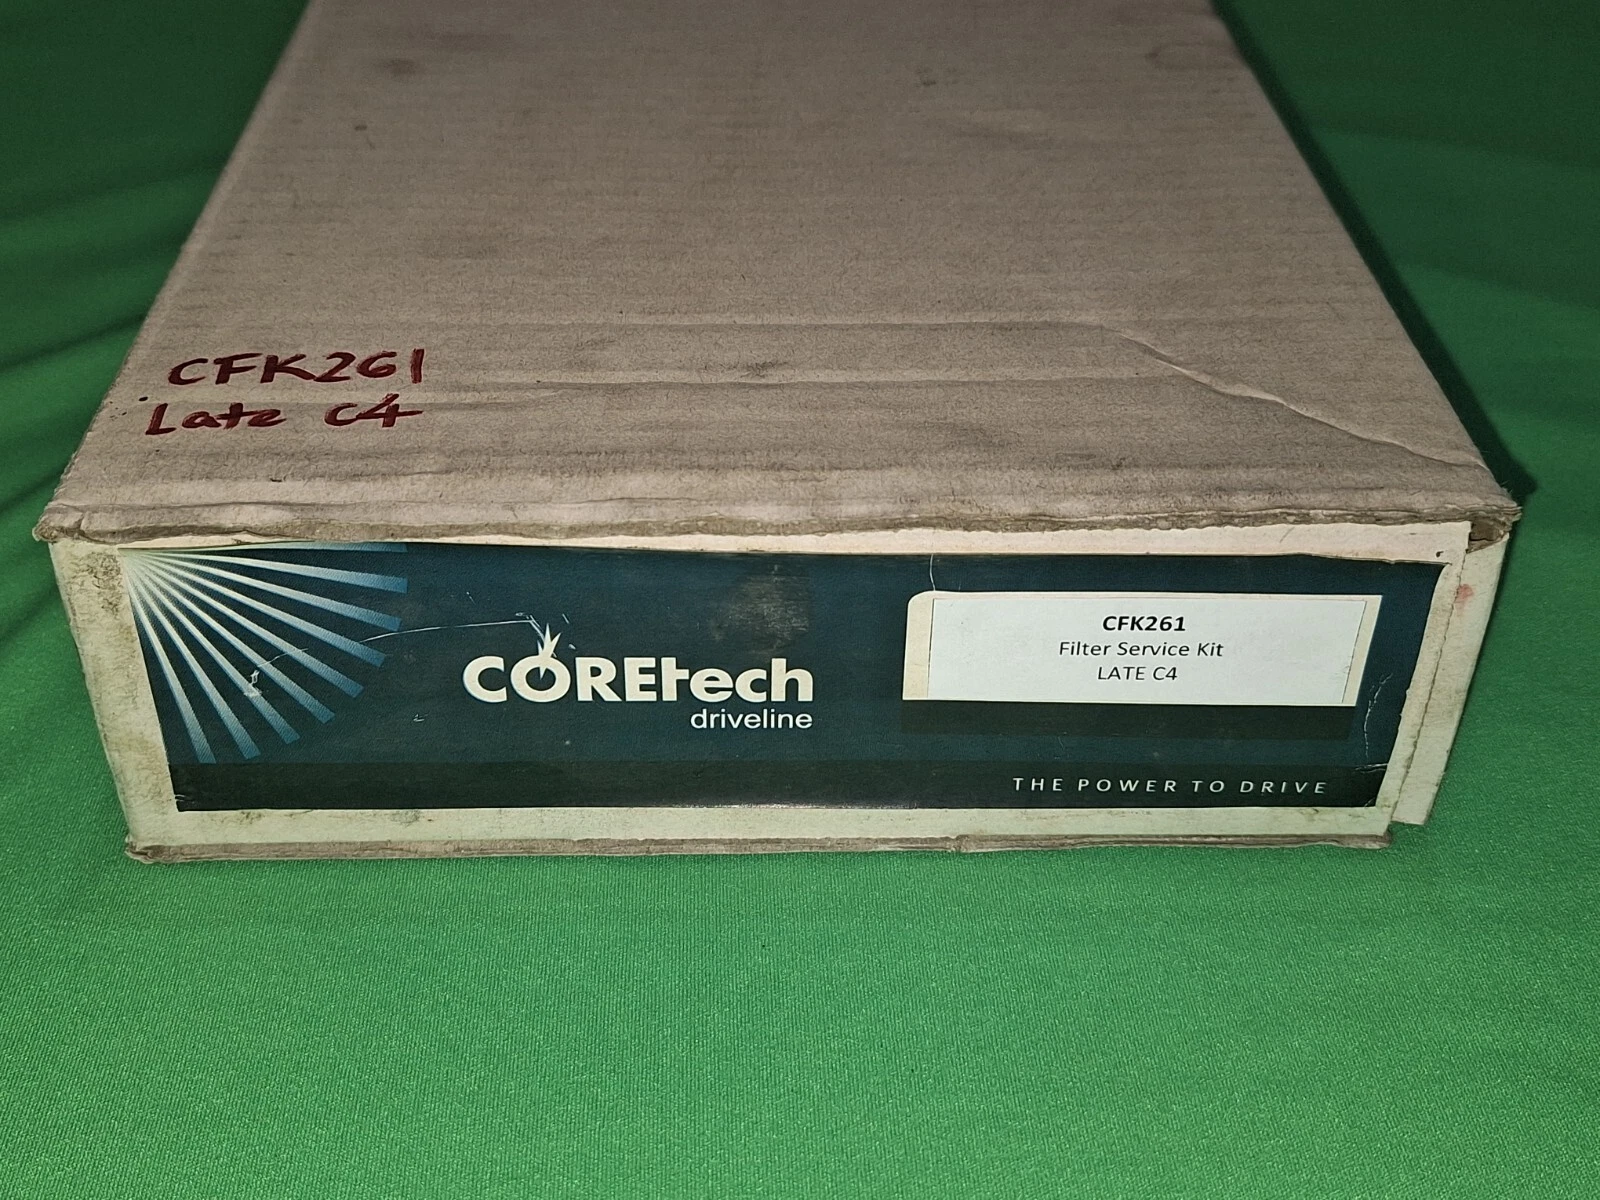 CFK261
Late C4
COREtech
driveline
CFK261
Filter Service Kit
LATE C4
THE POWER TO DRIVE